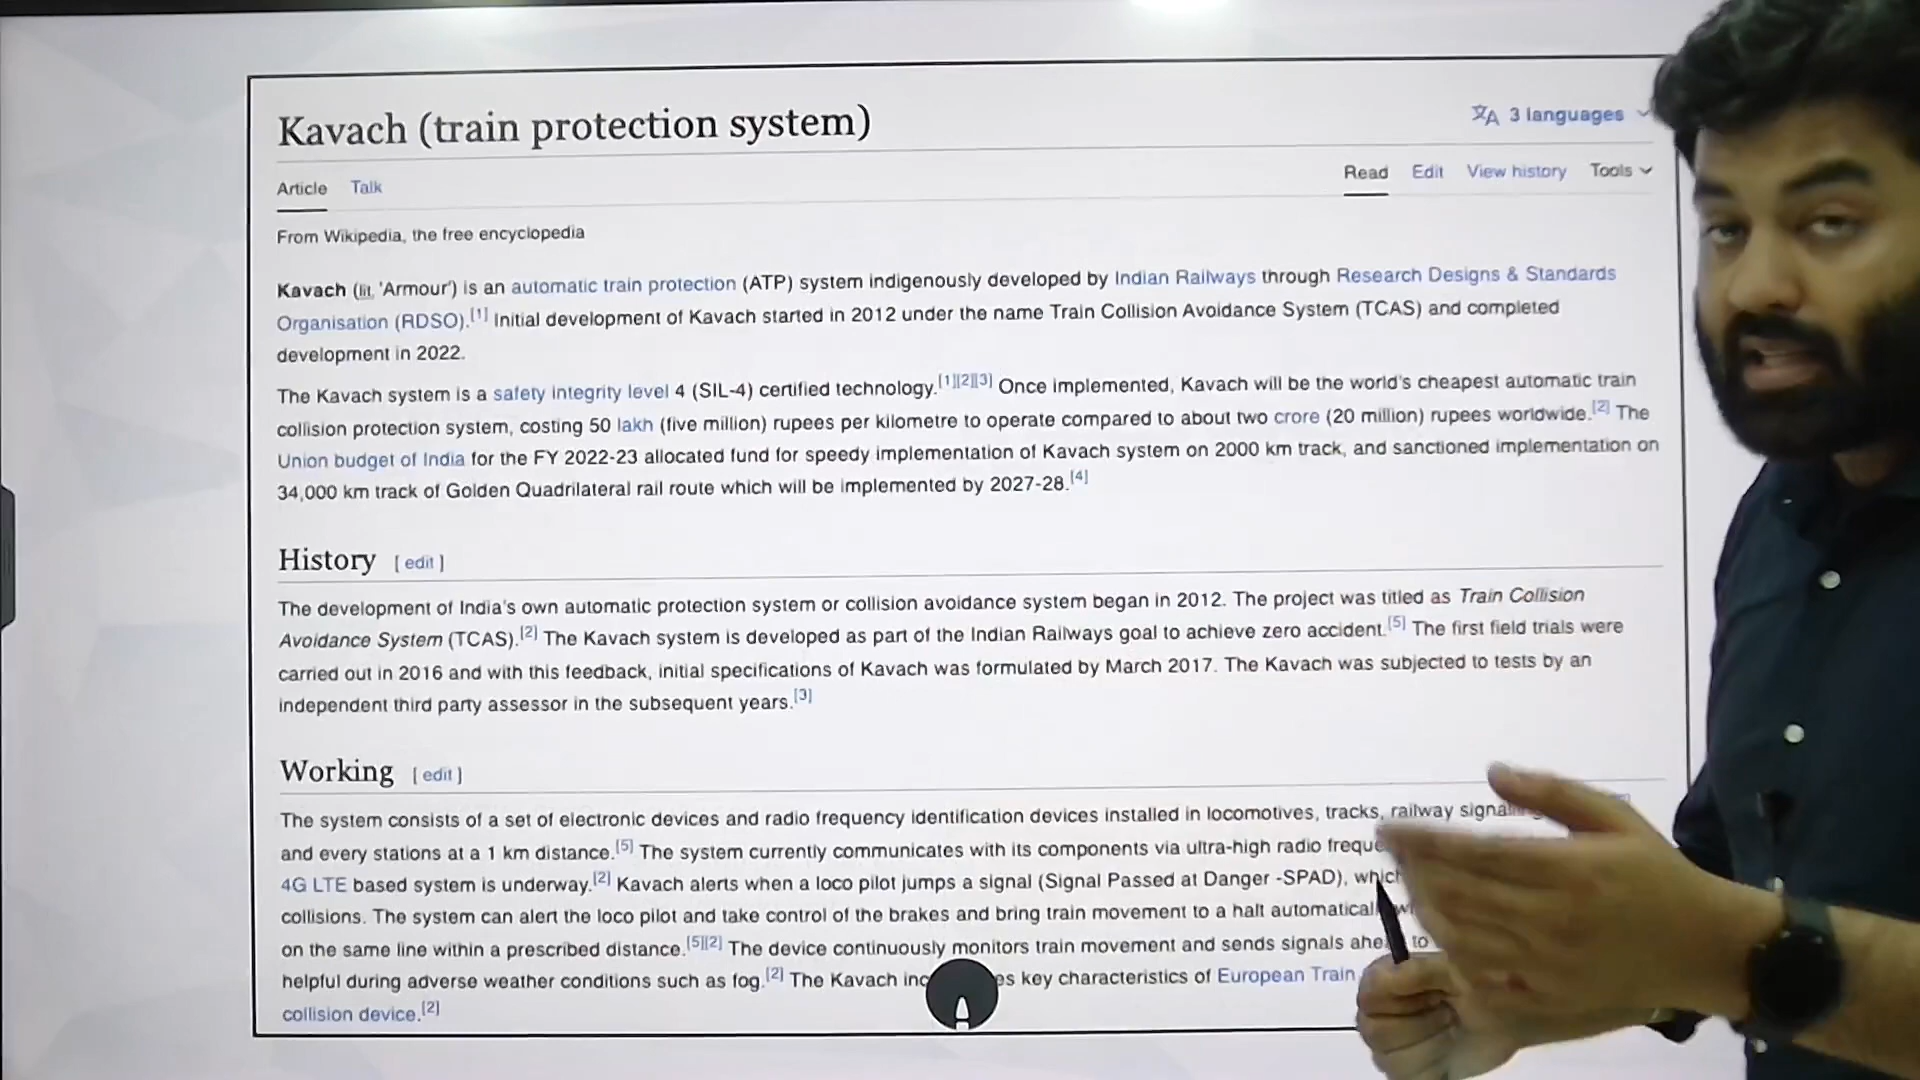 Kavach (train protection system)
3 languages
Article Talk
Read Edit View history Tools
From Wikipedia, the free encyclopedia
Kavach (lit. 'Armour') is an automatic train protection (ATP) system indigenously developed by Indian Railways through Research Designs & Standards
Organisation (RDSO).[1] Initial development of Kavach started in 2012 under the name Train Collision Avoidance System (TCAS) and completed
development in 2022.
The Kavach system is a safety integrity level 4 (SIL-4) certified technology.[1][2][3] Once implemented, Kavach will be the world's cheapest automatic train
collision protection system, costing 50 lakh (five million) rupees per kilometre to operate compared to about two crore (20 million) rupees worldwide.[2] The
Union budget of India for the FY 2022-23 allocated fund for speedy implementation of Kavach system on 2000 km track, and sanctioned implementation on
34,000 km track of Golden Quadrilateral rail route which will be implemented by 2027-28.[4]
History [ edit ]
The development of India's own automatic protection system or collision avoidance system began in 2012. The project was titled as Train Collision
Avoidance System (TCAS).[2] The Kavach system is developed as part of the Indian Railways goal to achieve zero accident.[5] The first field trials were
carried out in 2016 and with this feedback, initial specifications of Kavach was formulated by March 2017. The Kavach was subjected to tests by an
independent third party assessor in the subsequent years.[3]
Working [ edit ]
The system consists of a set of electronic devices and radio frequency identification devices installed in locomotives, tracks, railway
and every stations at a 1 km distance.[5] The system currently communicates with its components via ultra-high radio
4G LTE based system is underway.[2] Kavach alerts when a loco pilot jumps a signal (Signal Passed at Danger -SPAD), which
collisions. The system can alert the loco pilot and take control of the brakes and bring train movement to a halt
on the same line within a prescribed distance.[5][2] The device continuously monitors train movement and sends signals to
helpful during adverse weather conditions such as fog.[2] The Kavach key characteristics of European Train
collision device.[2]